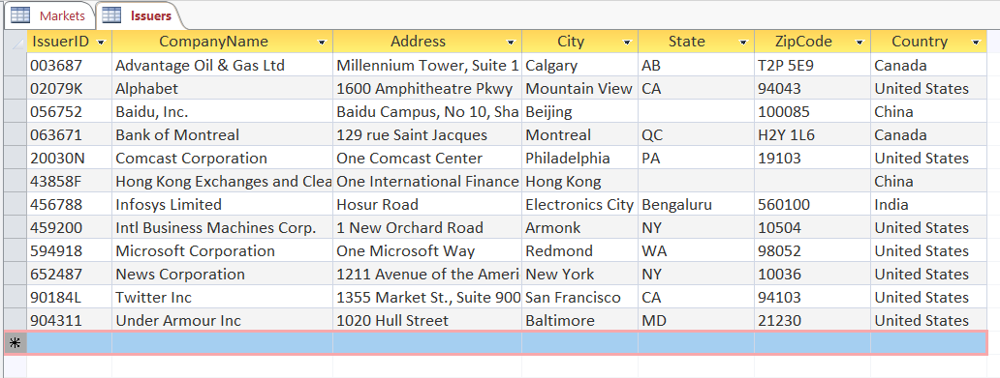 Markets Issuers
IssuerID CompanyName Address City State ZipCode Country
003687 Advantage Oil & Gas Ltd Millennium Tower, Suite 1 Calgary AB T2P 5E9 Canada
02079K Alphabet 1600 Amphitheatre Pkwy Mountain View CA 94043 United States
056752 Baidu, Inc. Baidu Campus, No 10, Sha Beijing 100085 China
063671 Bank of Montreal 129 rue Saint Jacques Montreal QC H2Y 1L6 Canada
20030N Comcast Corporation One Comcast Center Philadelphia PA 19103 United States
43858F Hong Kong Exchanges and Clea One International Finance Hong Kong China
456788 Infosys Limited Hosur Road Electronics City Bengaluru 560100 India
459200 Intl Business Machines Corp. 1 New Orchard Road Armonk NY 10504 United States
594918 Microsoft Corporation One Microsoft Way Redmond WA 98052 United States
652487 News Corporation 1211 Avenue of the Ameri New York NY 10036 United States
90184L Twitter Inc 1355 Market St., Suite 900 San Francisco CA 94103 United States
904311 Under Armour Inc 1020 Hull Street Baltimore MD 21230 United States